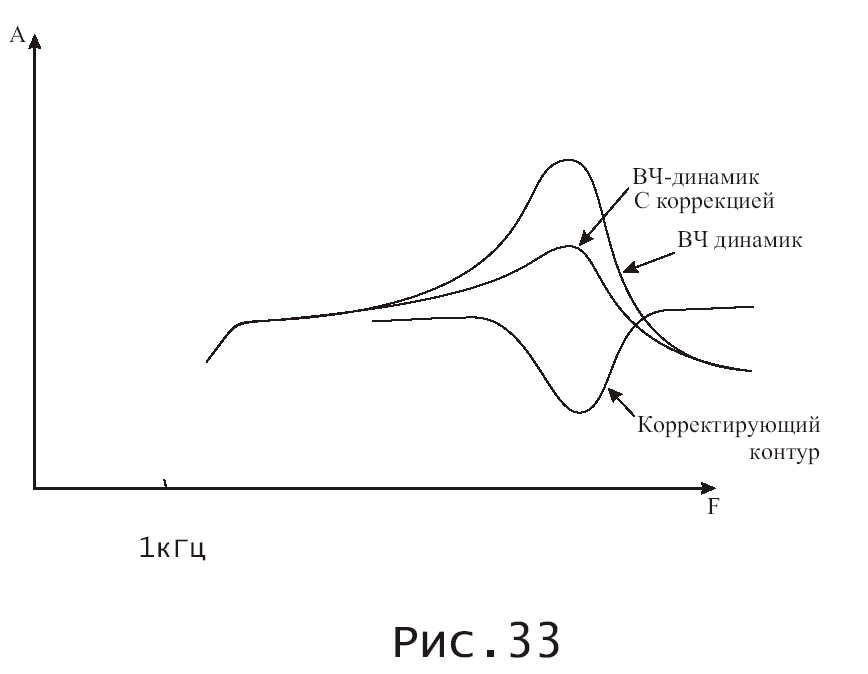 A
ВЧ-динамик
С коррекцией
ВЧ динамик
Корректирующий
контур
F
1кГц
Рис.33